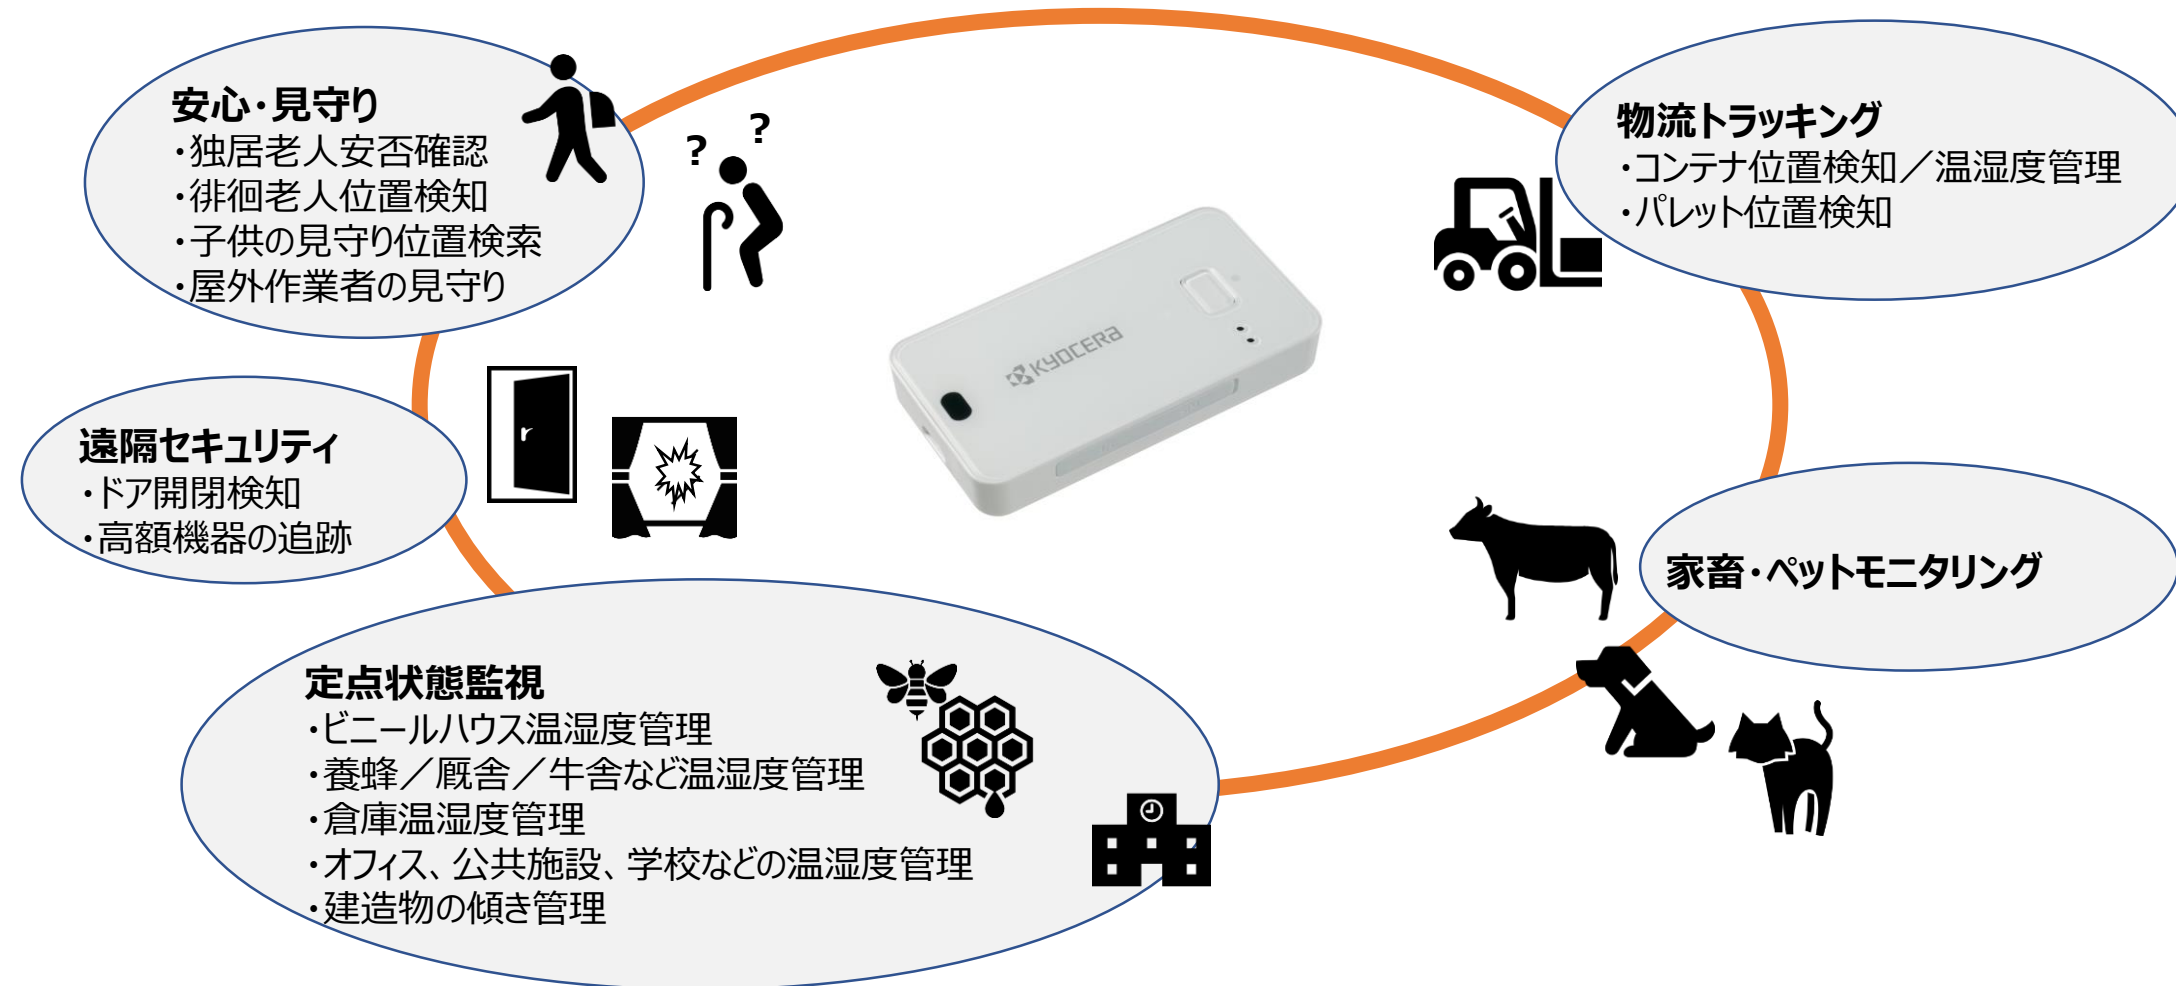 安心・見守り
・独居老人安否確認
・徘徊老人位置検知
・子供の見守り位置検索
・屋外作業者の見守り
?
?
物流トラッキング
・コンテナ位置検知／温湿度管理
・パレット位置検知
KYOCERA
遠隔セキュリティ
・ドア開閉検知
・高額機器の追跡
家畜・ペットモニタリング
定点状態監視
・ビニールハウス温湿度管理
・養蜂／厩舎／牛舎など温湿度管理
・倉庫温湿度管理
・オフィス、公共施設、学校などの温湿度管理
・建造物の傾き管理